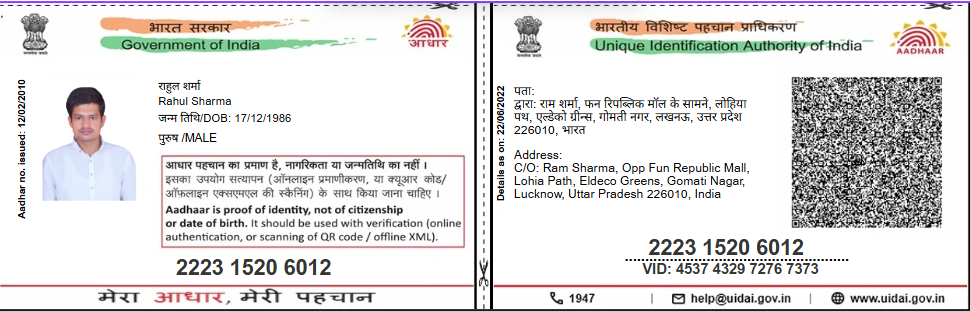 भारत सरकार
Government of India
आधार
Aadhaar no. issued: 12/02/2010
राहुल शर्मा
Rahul Sharma
जन्म तिथि/DOB: 17/12/1986
पुरुष /MALE
आधार पहचान का प्रमाण है, नागरिकता या जन्मतिथि का नहीं ।
इसका उपयोग सत्यापन (ऑनलाइन प्रमाणीकरण, या क्यूआर कोड/
ऑफ़लाइन एक्सएमएल की स्कैनिंग) के साथ किया जाना चाहिए ।
Aadhaar is proof of identity, not of citizenship
or date of birth. It should be used with verification (online
authentication, or scanning of QR code / offline XML).
2223 1520 6012
मेरा आधार, मेरी पहचान
भारतीय विशिष्ट पहचान प्राधिकरण
Unique Identification Authority of India
AADHAAR
Details as on: 22/06/2022
पता:
द्वारा: राम शर्मा, फन रिपब्लिक मॉल के सामने, लोहिया
पथ, एल्डेको ग्रीन्स, गोमती नगर, लखनऊ, उत्तर प्रदेश
226010, भारत
Address:
C/O: Ram Sharma, Opp Fun Republic Mall,
Lohia Path, Eldeco Greens, Gomati Nagar,
Lucknow, Uttar Pradesh 226010, India
2223 1520 6012
VID: 4537 4329 7276 7373
1947 | help@uidai.gov.in | www.uidai.gov.in